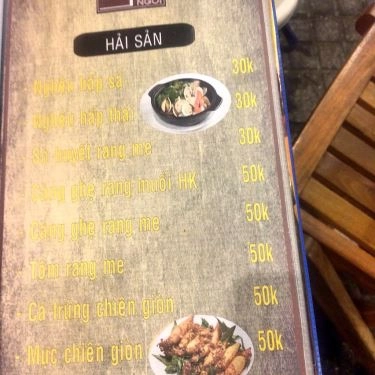 NGON
HẢI SẢN
Nghêu hấp sả 30k
Nghêu hấp thái 30k
Sò huyết rang me 30k
- Càng ghẹ rang muối HK 50k
- Càng ghẹ rang me 50k
- Tôm rang me 50k
- Cá trứng chiên giòn 50k
- Mực chiên giòn 50k